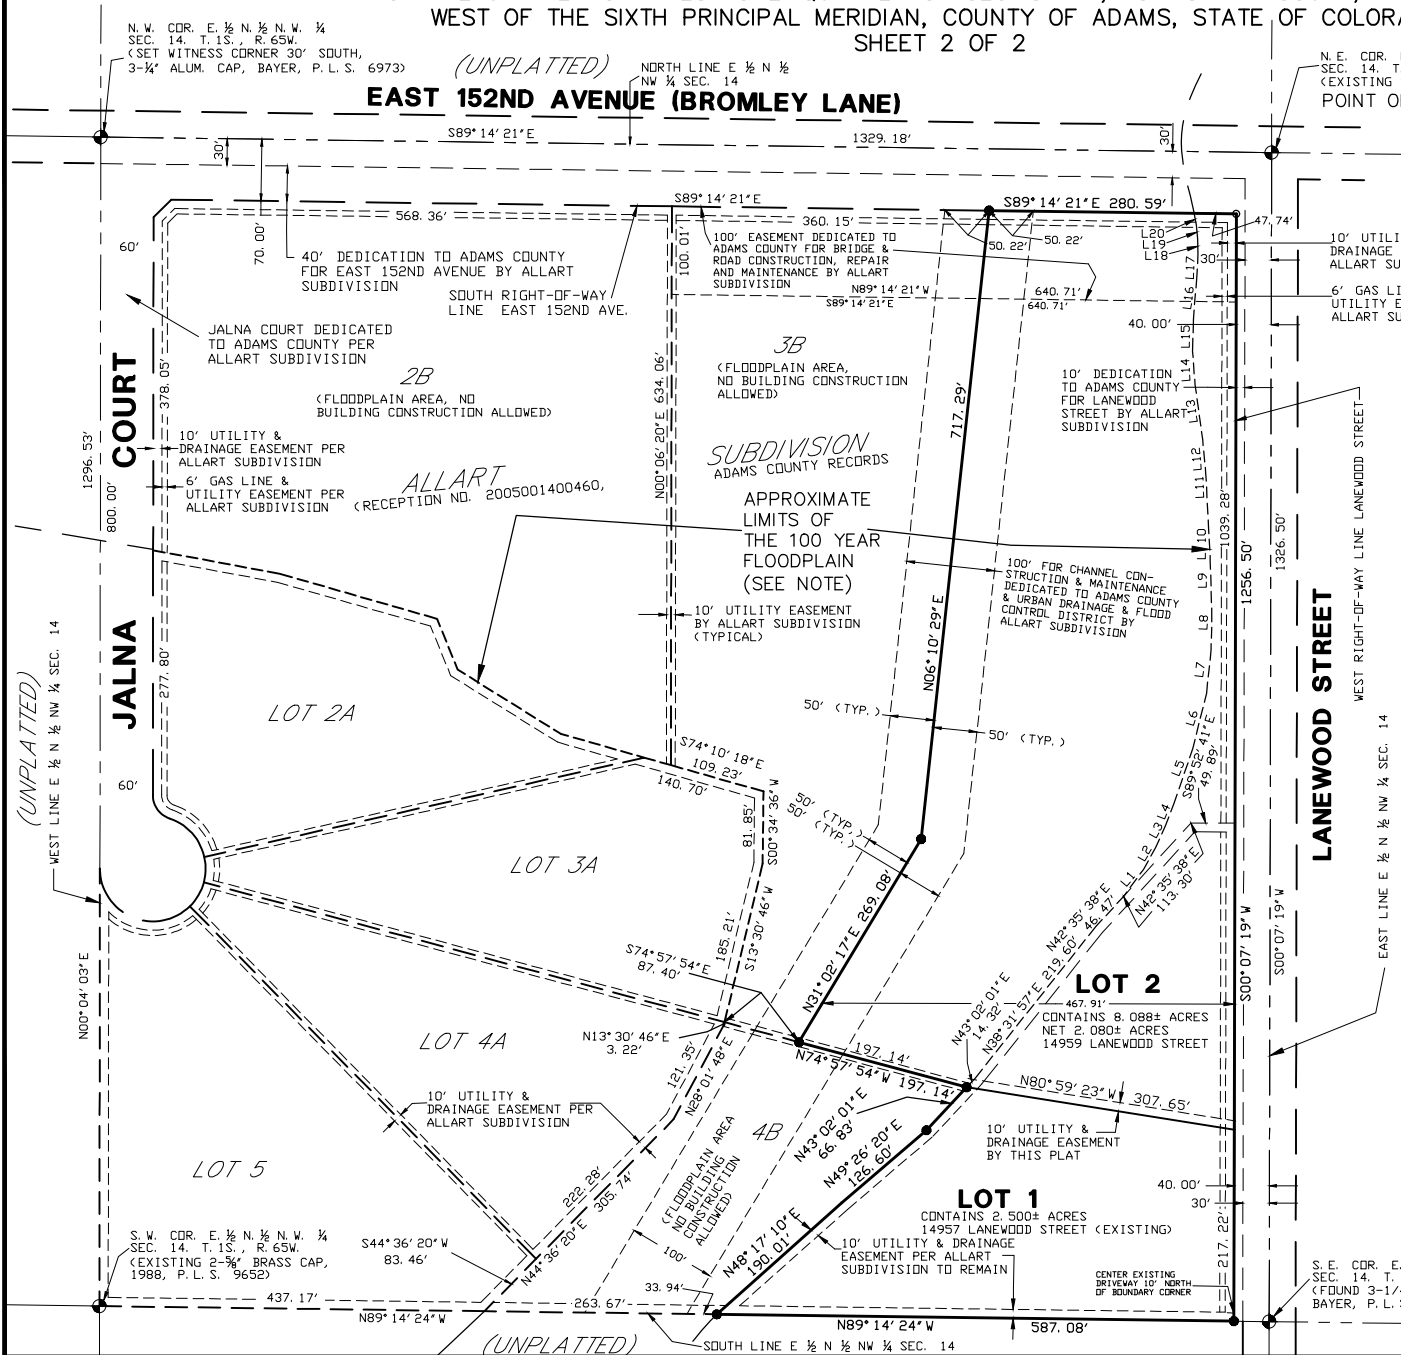 WEST OF THE SIXTH PRINCIPAL MERIDIAN, COUNTY OF ADAMS, STATE OF COLORA
SHEET 2 OF 2
N. W. COR. E. ½ N. ½ N. W. ¼
SEC. 14. T. 1S., R. 65W.
(SET WITNESS CORNER 30' SOUTH,
3-¼" ALUM. CAP, BAYER, P. L. S. 6973)
(UNPLATTED)
NORTH LINE E ½ N ½
NW ¼ SEC. 14
N. E. COR.
SEC. 14. T.
(EXISTING
POINT O
EAST 152ND AVENUE (BROMLEY LANE)
S89° 14' 21" E
1329. 18'
30'
30'
70. 00'
S89° 14' 21" E
S89° 14' 21" E 280. 59'
568. 36'
360. 15'
50. 22'
50. 22'
47. 74'
60'
100. 01'
L20
L19
L18
L17
L16
L15
L14
L13
L12
L11
L10
L9
L8
L7
L6
L5
L4
L3
L2
L1
30'
40' DEDICATION TO ADAMS COUNTY
FOR EAST 152ND AVENUE BY ALLART
SUBDIVISION
100' EASEMENT DEDICATED TO
ADAMS COUNTY FOR BRIDGE &
ROAD CONSTRUCTION, REPAIR
AND MAINTENANCE BY ALLART
SUBDIVISION
10' UTILI
DRAINAGE
ALLART SU
6' GAS LI
UTILITY E
ALLART SU
SOUTH RIGHT-OF-WAY
LINE EAST 152ND AVE.
N89° 14' 21" W
640. 71'
S89° 14' 21" E
640. 71'
40. 00'
JALNA COURT DEDICATED
TO ADAMS COUNTY PER
ALLART SUBDIVISION
2B
(FLOODPLAIN AREA, NO
BUILDING CONSTRUCTION ALLOWED)
3B
(FLOODPLAIN AREA,
NO BUILDING CONSTRUCTION
ALLOWED)
10' DEDICATION
TO ADAMS COUNTY
FOR LANEWOOD
STREET BY ALLART
SUBDIVISION
JALNA COURT
378. 05'
1296. 53'
800. 00'
N00° 06' 20" E 634. 06'
717. 29'
N06° 10' 29" E
10' UTILITY &
DRAINAGE EASEMENT PER
ALLART SUBDIVISION
6' GAS LINE &
UTILITY EASEMENT PER
ALLART SUBDIVISION
ALLART
(RECEPTION NO. 2005001400460,
SUBDIVISION
ADAMS COUNTY RECORDS
APPROXIMATE
LIMITS OF
THE 100 YEAR
FLOODPLAIN
(SEE NOTE)
100' FOR CHANNEL CON-
STRUCTION & MAINTENANCE
DEDICATED TO ADAMS COUNTY
& URBAN DRAINAGE & FLOOD
CONTROL DISTRICT BY
ALLART SUBDIVISION
1039. 28'
1256. 50'
1326. 50'
LANEWOOD STREET
WEST RIGHT-OF-WAY LINE LANEWOOD STREET
10' UTILITY EASEMENT
BY ALLART SUBDIVISION
(TYPICAL)
(UNPLATTED)
WEST LINE E ½ N ½ NW ¼ SEC. 14
277. 80'
LOT 2A
50' (TYP. )
50' (TYP. )
S74° 10' 18" E
109. 23'
140. 70'
S89° 52' 41" E
49. 89'
60'
81. 85'
S00° 34' 36" W
50' (TYP. )
50' (TYP. )
LOT 3A
N42° 35' 38" E
113. 30'
N42° 35' 38" E
46. 47'
219. 60'
N38° 31' 57" E
N31° 02' 17" E 269. 08'
185. 21'
S13° 30' 46" W
S74° 57' 54" E
87. 40'
S00° 07' 19" W
S00° 07' 19" W
EAST LINE E ½ N ½ NW ¼ SEC. 14
N00° 04' 03" E
LOT 2
467. 91'
CONTAINS 8. 088± ACRES
NET 2. 080± ACRES
14959 LANEWOOD STREET
N43° 02' 01" E
14. 32'
LOT 4A
N13° 30' 46" E
3. 22'
197. 14'
N74° 57' 54" W 197. 14'
N80° 59' 23" W 307. 65'
121. 35'
N28° 01' 48" E
10' UTILITY &
DRAINAGE EASEMENT PER
ALLART SUBDIVISION
10' UTILITY &
DRAINAGE EASEMENT
BY THIS PLAT
N43° 02' 01" E
66. 83'
N49° 26' 20" E
126. 60'
4B
(FLOODPLAIN AREA
NO BUILDING
CONSTRUCTION
ALLOWED)
LOT 5
222. 28'
305. 74'
N44° 36' 20" E
S44° 36' 20" W
83. 46'
40. 00'
30'
LOT 1
CONTAINS 2. 500± ACRES
14957 LANEWOOD STREET (EXISTING)
10' UTILITY & DRAINAGE
EASEMENT PER ALLART
SUBDIVISION TO REMAIN
N48° 17' 10" E
190. 01'
100'
217. 22'
S. W. COR. E. ½ N. ½ N. W. ¼
SEC. 14. T. 1S., R. 65W.
(EXISTING 2-⅝" BRASS CAP,
1988, P. L. S. 9652)
CENTER EXISTING
DRIVEWAY 10' NORTH
OF BOUNDARY CORNER
S. E. COR. E.
SEC. 14. T.
(FOUND 3-1/
BAYER, P. L.
437. 17'
263. 67'
33. 94'
N89° 14' 24" W
N89° 14' 24" W
587. 08'
(UNPLATTED)
SOUTH LINE E ½ N ½ NW ¼ SEC. 14